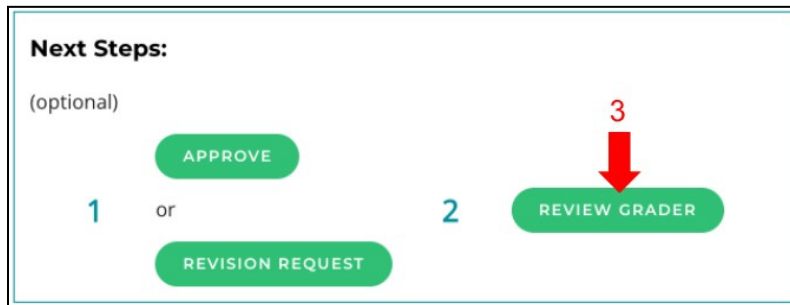 Next Steps:
(optional)
3
APPROVE
1 or 2 REVIEW GRADER
REVISION REQUEST